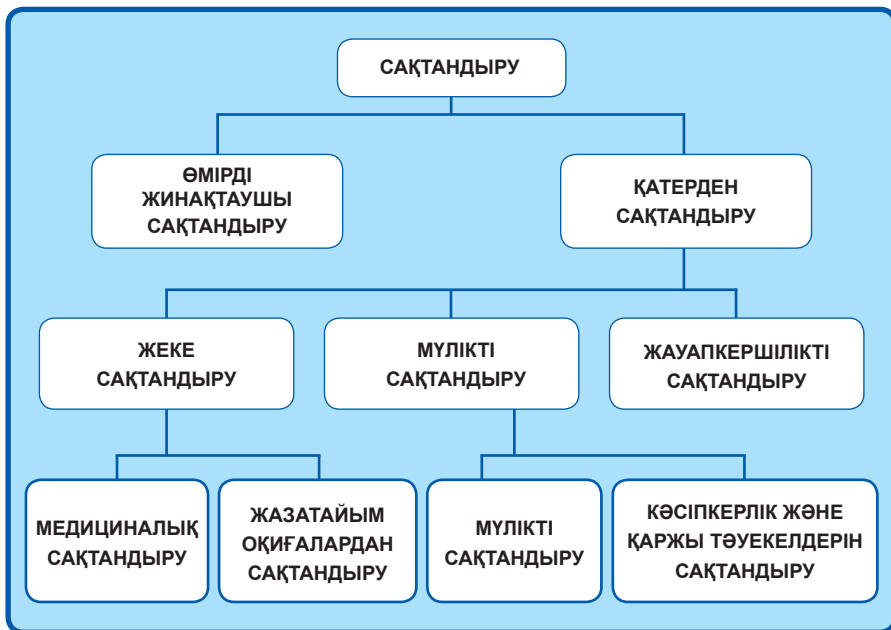 САҚТАНДЫРУ
ӨМІРДІ
ЖИНАҚТАУШЫ
САҚТАНДЫРУ
ҚАТЕРДЕН
САҚТАНДЫРУ
ЖЕКЕ
САҚТАНДЫРУ
МҮЛІКТІ
САҚТАНДЫРУ
ЖАУАПКЕРШІЛІКТІ
САҚТАНДЫРУ
МЕДИЦИНАЛЫҚ
САҚТАНДЫРУ
ЖАЗАТАЙЫМ
ОҚИҒАЛАРДАН
САҚТАНДЫРУ
МҮЛІКТІ
САҚТАНДЫРУ
КӘСІПКЕРЛІК ЖӘНЕ
ҚАРЖЫ ТӘУЕКЕЛДЕРІН
САҚТАНДЫРУ